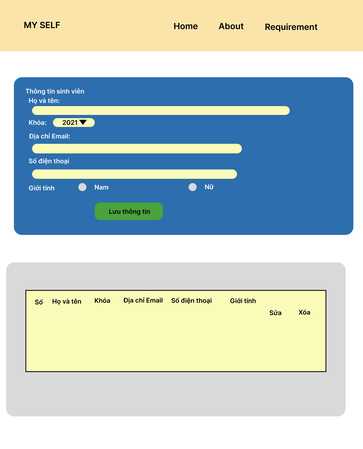 MY SELF Home About Requirement
Thông tin sinh viên
Họ và tên:
Khóa: 2021
Địa chỉ Email:
Số điện thoại
Giới tính Nam Nữ
Lưu thông tin
Số Họ và tên Khóa Địa chỉ Email Số điện thoại Giới tính
Sửa Xóa